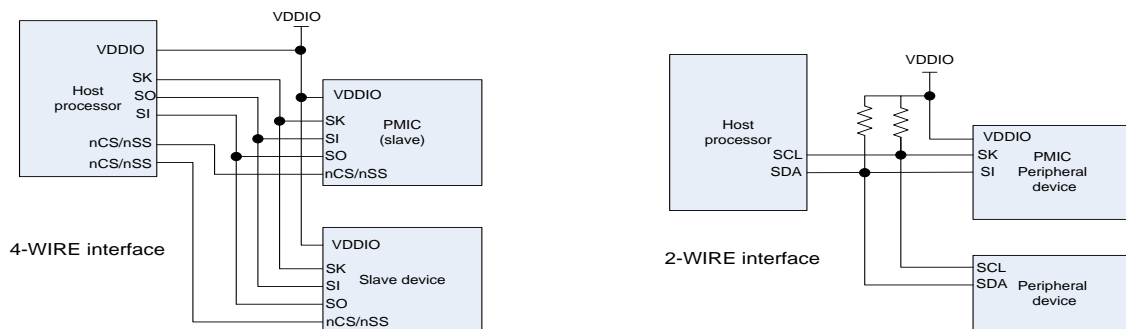 VDDIO
VDDIO
SK
SO
SI
nCS/nSS
nCS/nSS
Host
processor
VDDIO
SK
SI
SO
nCS/nSS
PMIC
(slave)
4-WIRE interface
VDDIO
SK
SI
SO
nCS/nSS
Slave device
VDDIO
Host
processor
SCL
SDA
VDDIO
SK
SI
PMIC
Peripheral
device
2-WIRE interface
SCL
SDA
Peripheral
device